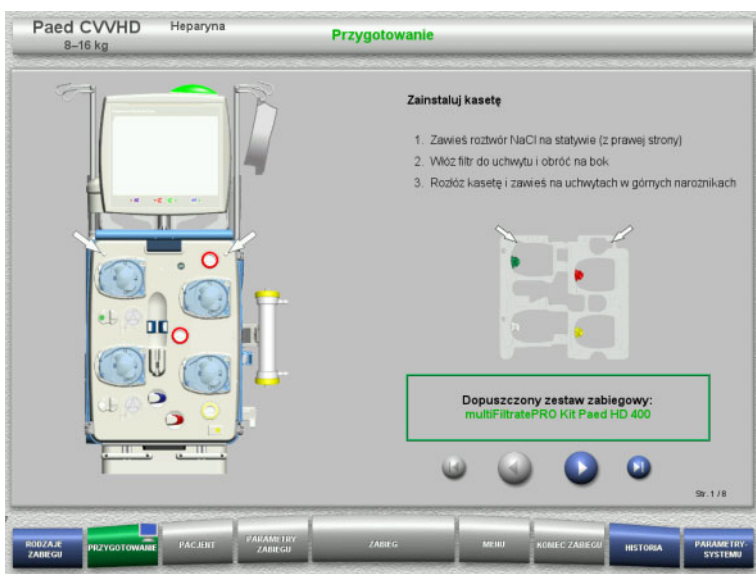 Paed CVVHD
Heparyna
8–16 kg
Przygotowanie
Zainstaluj kasetę
1. Zawieś roztwór NaCl na statywie (z prawej strony)
2. Włóż filtr do uchwytu i obróć na bok
3. Rozłóż kasetę i zawieś na uchwytach w górnych narożnikach
Dopuszczony zestaw zabiegowy:
multiFiltratePRO Kit Paed HD 400
Str. 1 / 8
RODZAJE
ZABIEGU
PRZYGOTOWANIE
PACJENT
PARAMETRY
ZABIEGU
ZABIEG
MENU
KONIEC ZABIEGU
HISTORIA
PARAMETRY-
SYSTEMU